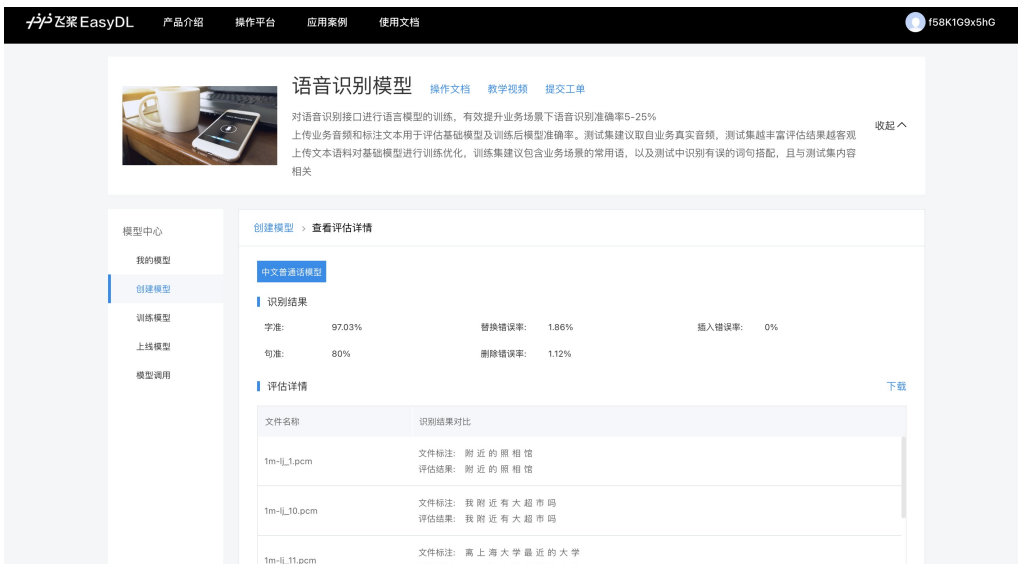 飞桨EasyDL 产品介绍 操作平台 应用案例 使用文档 f58K1G9x5hG
语音识别模型 操作文档 教学视频 提交工单
对语音识别接口进行语言模型的训练，有效提升业务场景下语音识别准确率5-25%
上传业务音频和标注文本用于评估基础模型及训练后模型准确率。测试集建议取自业务真实音频，测试集越丰富评估结果越客观
上传文本语料对基础模型进行训练优化，训练集建议包含业务场景的常用语，以及测试中识别有误的词句搭配，且与测试集内容
相关
收起
模型中心
我的模型
创建模型
训练模型
上线模型
模型调用
创建模型 > 查看评估详情
中文普通话模型
识别结果
字准: 97.03% 替换错误率: 1.86% 插入错误率: 0%
句准: 80% 删除错误率: 1.12%
评估详情 下载
文件名称 识别结果对比
1m-lj_1.pcm
文件标注: 附 近 的 照 相 馆
评估结果: 附 近 的 照 相 馆
1m-lj_10.pcm
文件标注: 我 附 近 有 大 超 市 吗
评估结果: 我 附 近 有 大 超 市 吗
1m-lj_11.pcm
文件标注: 离 上 海 大 学 最 近 的 大 学